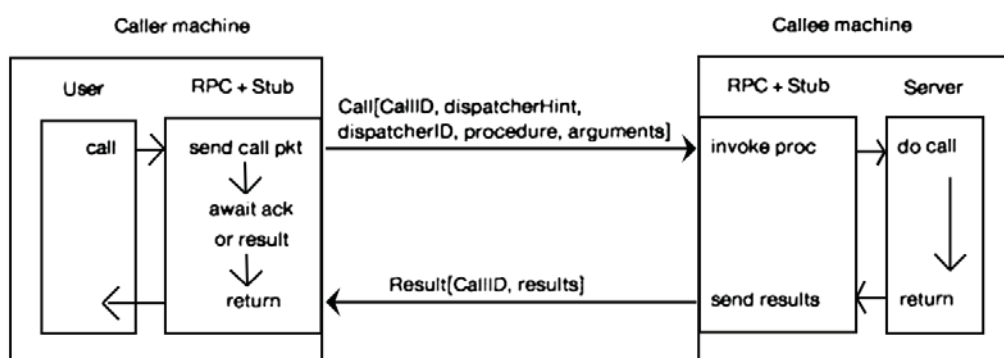 Caller machine
Callee machine
User
RPC + Stub
RPC + Stub
Server
Call[CallID, dispatcherHint,
dispatcherID, procedure, arguments]
call
send call pkt
invoke proc
do call
await ack
or result
Result[CallID, results]
return
send results
return